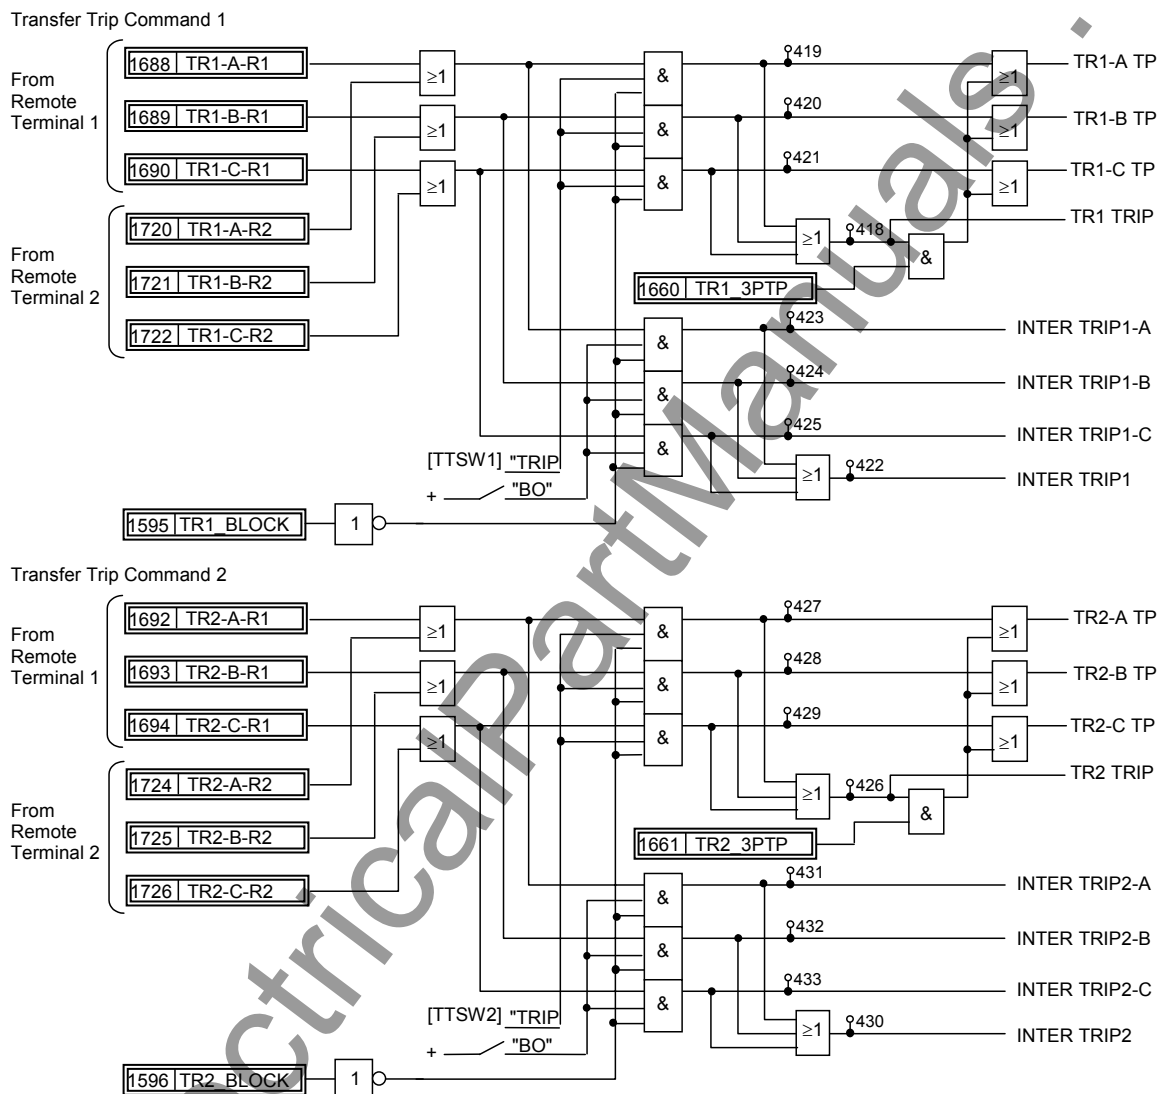 Transfer Trip Command 1
From
Remote
Terminal 1
1688 TR1-A-R1
1689 TR1-B-R1
1690 TR1-C-R1
From
Remote
Terminal 2
1720 TR1-A-R2
1721 TR1-B-R2
1722 TR1-C-R2
≥1
≥1
≥1
&
&
&
419
420
421
≥1
418
&
1660 TR1_3PTP
≥1
≥1
≥1
TR1-A TP
TR1-B TP
TR1-C TP
TR1 TRIP
&
&
&
423
424
425
≥1
422
INTER TRIP1-A
INTER TRIP1-B
INTER TRIP1-C
INTER TRIP1
[TTSW1] "TRIP
+ "BO"
1595 TR1_BLOCK
1
Transfer Trip Command 2
From
Remote
Terminal 1
1692 TR2-A-R1
1693 TR2-B-R1
1694 TR2-C-R1
From
Remote
Terminal 2
1724 TR2-A-R2
1725 TR2-B-R2
1726 TR2-C-R2
≥1
≥1
≥1
&
&
&
427
428
429
≥1
426
&
1661 TR2_3PTP
≥1
≥1
≥1
TR2-A TP
TR2-B TP
TR2-C TP
TR2 TRIP
&
&
&
431
432
433
≥1
430
INTER TRIP2-A
INTER TRIP2-B
INTER TRIP2-C
INTER TRIP2
[TTSW2] "TRIP
+ "BO"
1596 TR2_BLOCK
1
ectricalPartManuals .